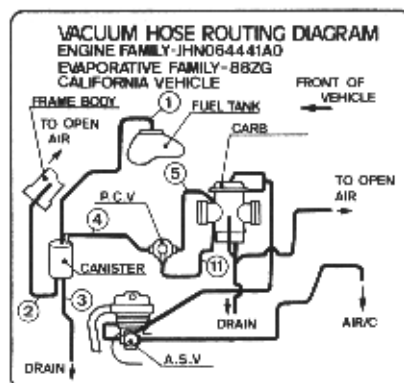 VACUUM HOSE ROUTING DIAGRAM
ENGINE FAMILY-JHN064441A0
EVAPORATIVE FAMILY-86ZG
CALIFORNIA VEHICLE
FRONT OF
VEHICLE
FRAME BODY
1
FUEL TANK
TO OPEN
AIR
CARB
5
P.C.V
TO OPEN
AIR
4
11
CANISTER
2
3
DRAIN
AIR/C
A.S.V
DRAIN